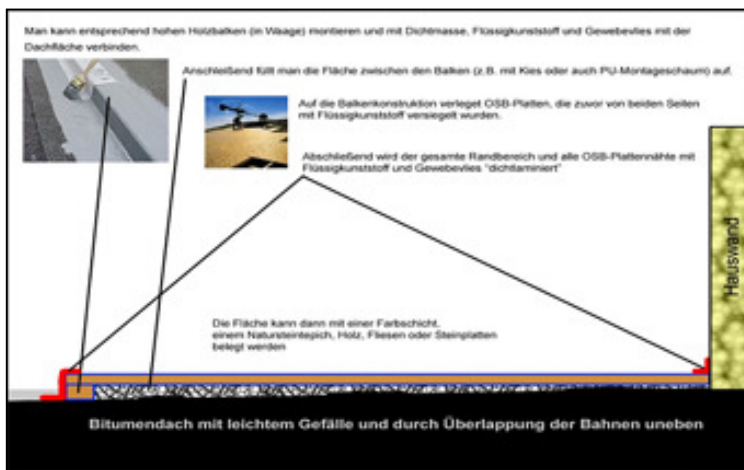 Man kann entsprechend hohen Holzbalken (in Waage) montieren und mit Dichtmasse, Flüssigkunststoff und Gewebevlies mit der
Dachfläche verbinden.
Anschleißend füllt man die Fläche zwischen den Balken (z.B. mit Kies oder auch PU-Montageschaum) auf.
Auf die Balkenkonstruktion verleget OSB-Platten, die zuvor von beiden Seiten
mit Flüssigkunststoff versiegelt wurden.
Abschließend wird der gesamte Randbereich und alle OSB-Plattennähte mit
Flüssigkunststoff und Gewebevlies "dichtlaminiert"
Hauswand
Die Fläche kann dann mit einer Farbschicht,
einem Natursteintepich, Holz, Fliesen oder Steinplatten
belegt werden
Bitumendach mit leichtem Gefälle und durch Überlappung der Bahnen uneben